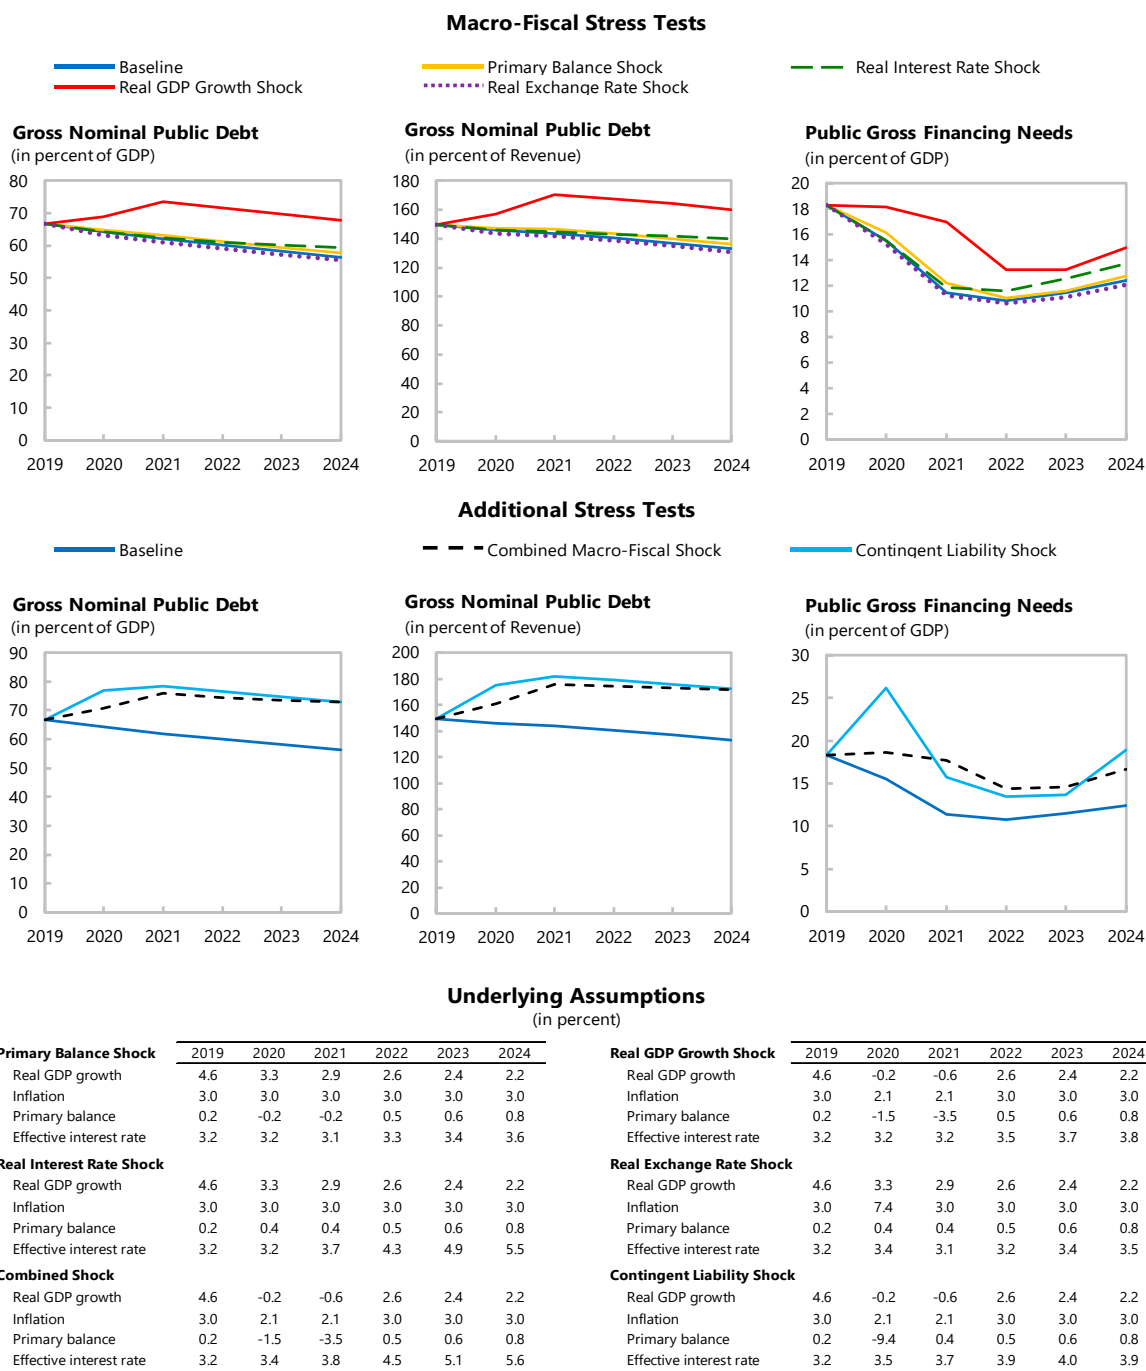 Macro-Fiscal Stress Tests
Baseline Primary Balance Shock Real Interest Rate Shock
Real GDP Growth Shock Real Exchange Rate Shock
Gross Nominal Public Debt
(in percent of GDP)
80
70
60
50
40
30
20
10
0
2019 2020 2021 2022 2023 2024
Gross Nominal Public Debt
(in percent of Revenue)
180
160
140
120
100
80
60
40
20
0
2019 2020 2021 2022 2023 2024
Public Gross Financing Needs
(in percent of GDP)
20
18
16
14
12
10
8
6
4
2
0
2019 2020 2021 2022 2023 2024
Additional Stress Tests
Baseline Combined Macro-Fiscal Shock Contingent Liability Shock
Gross Nominal Public Debt
(in percent of GDP)
90
80
70
60
50
40
30
20
10
0
2019 2020 2021 2022 2023 2024
Gross Nominal Public Debt
(in percent of Revenue)
200
180
160
140
120
100
80
60
40
20
0
2019 2020 2021 2022 2023 2024
Public Gross Financing Needs
(in percent of GDP)
30
25
20
15
10
5
0
2019 2020 2021 2022 2023 2024
Underlying Assumptions
(in percent)
Primary Balance Shock 2019 2020 2021 2022 2023 2024
Real GDP growth 4.6 3.3 2.9 2.6 2.4 2.2
Inflation 3.0 3.0 3.0 3.0 3.0 3.0
Primary balance 0.2 -0.2 -0.2 0.5 0.6 0.8
Effective interest rate 3.2 3.2 3.1 3.3 3.4 3.6
Real Interest Rate Shock
Real GDP growth 4.6 3.3 2.9 2.6 2.4 2.2
Inflation 3.0 3.0 3.0 3.0 3.0 3.0
Primary balance 0.2 0.4 0.4 0.5 0.6 0.8
Effective interest rate 3.2 3.2 3.7 4.3 4.9 5.5
Combined Shock
Real GDP growth 4.6 -0.2 -0.6 2.6 2.4 2.2
Inflation 3.0 2.1 2.1 3.0 3.0 3.0
Primary balance 0.2 -1.5 -3.5 0.5 0.6 0.8
Effective interest rate 3.2 3.4 3.8 4.5 5.1 5.6
Real GDP Growth Shock 2019 2020 2021 2022 2023 2024
Real GDP growth 4.6 -0.2 -0.6 2.6 2.4 2.2
Inflation 3.0 2.1 2.1 3.0 3.0 3.0
Primary balance 0.2 -1.5 -3.5 0.5 0.6 0.8
Effective interest rate 3.2 3.2 3.2 3.5 3.7 3.8
Real Exchange Rate Shock
Real GDP growth 4.6 3.3 2.9 2.6 2.4 2.2
Inflation 3.0 7.4 3.0 3.0 3.0 3.0
Primary balance 0.2 0.4 0.4 0.5 0.6 0.8
Effective interest rate 3.2 3.4 3.1 3.2 3.4 3.5
Contingent Liability Shock
Real GDP growth 4.6 -0.2 -0.6 2.6 2.4 2.2
Inflation 3.0 2.1 2.1 3.0 3.0 3.0
Primary balance 0.2 -9.4 0.4 0.5 0.6 0.8
Effective interest rate 3.2 3.5 3.7 3.9 4.0 3.9